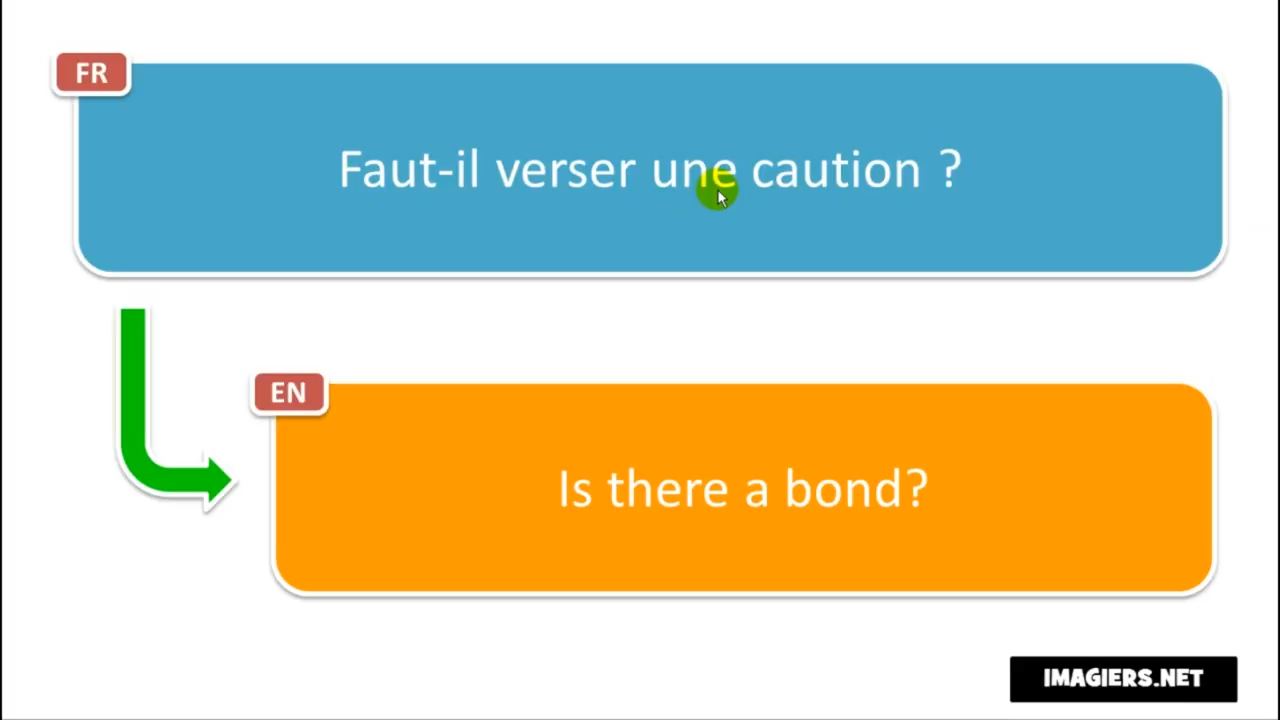 FR
Faut-il verser une caution ?
EN
Is there a bond?
IMAGIERS.NET